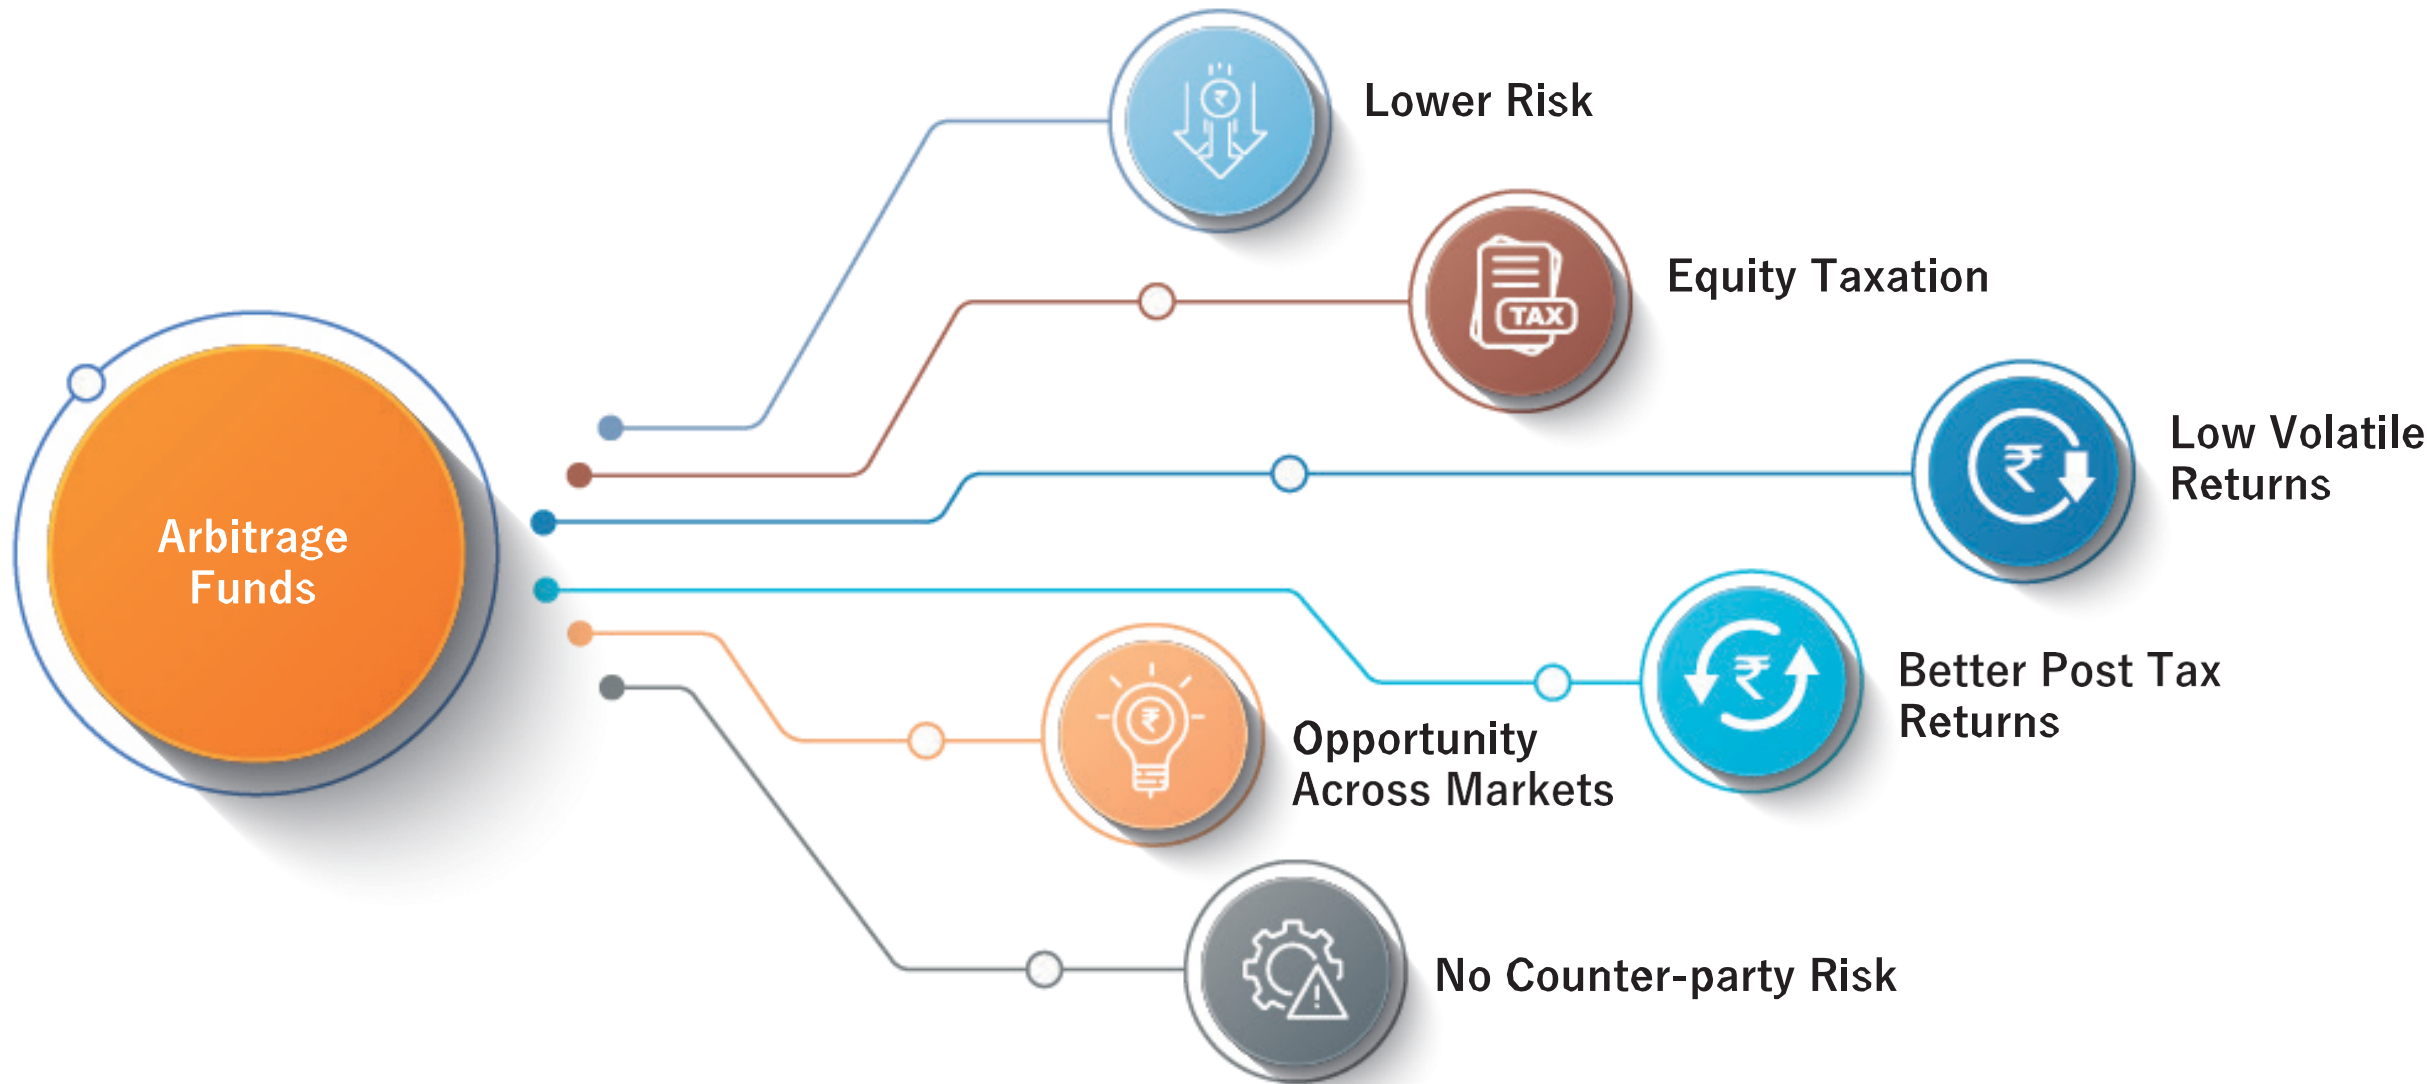 Lower Risk
TAX
Equity Taxation
₹
Low Volatile
Returns
Arbitrage
Funds
₹
Better Post Tax
Returns
₹
Opportunity
Across Markets
No Counter-party Risk